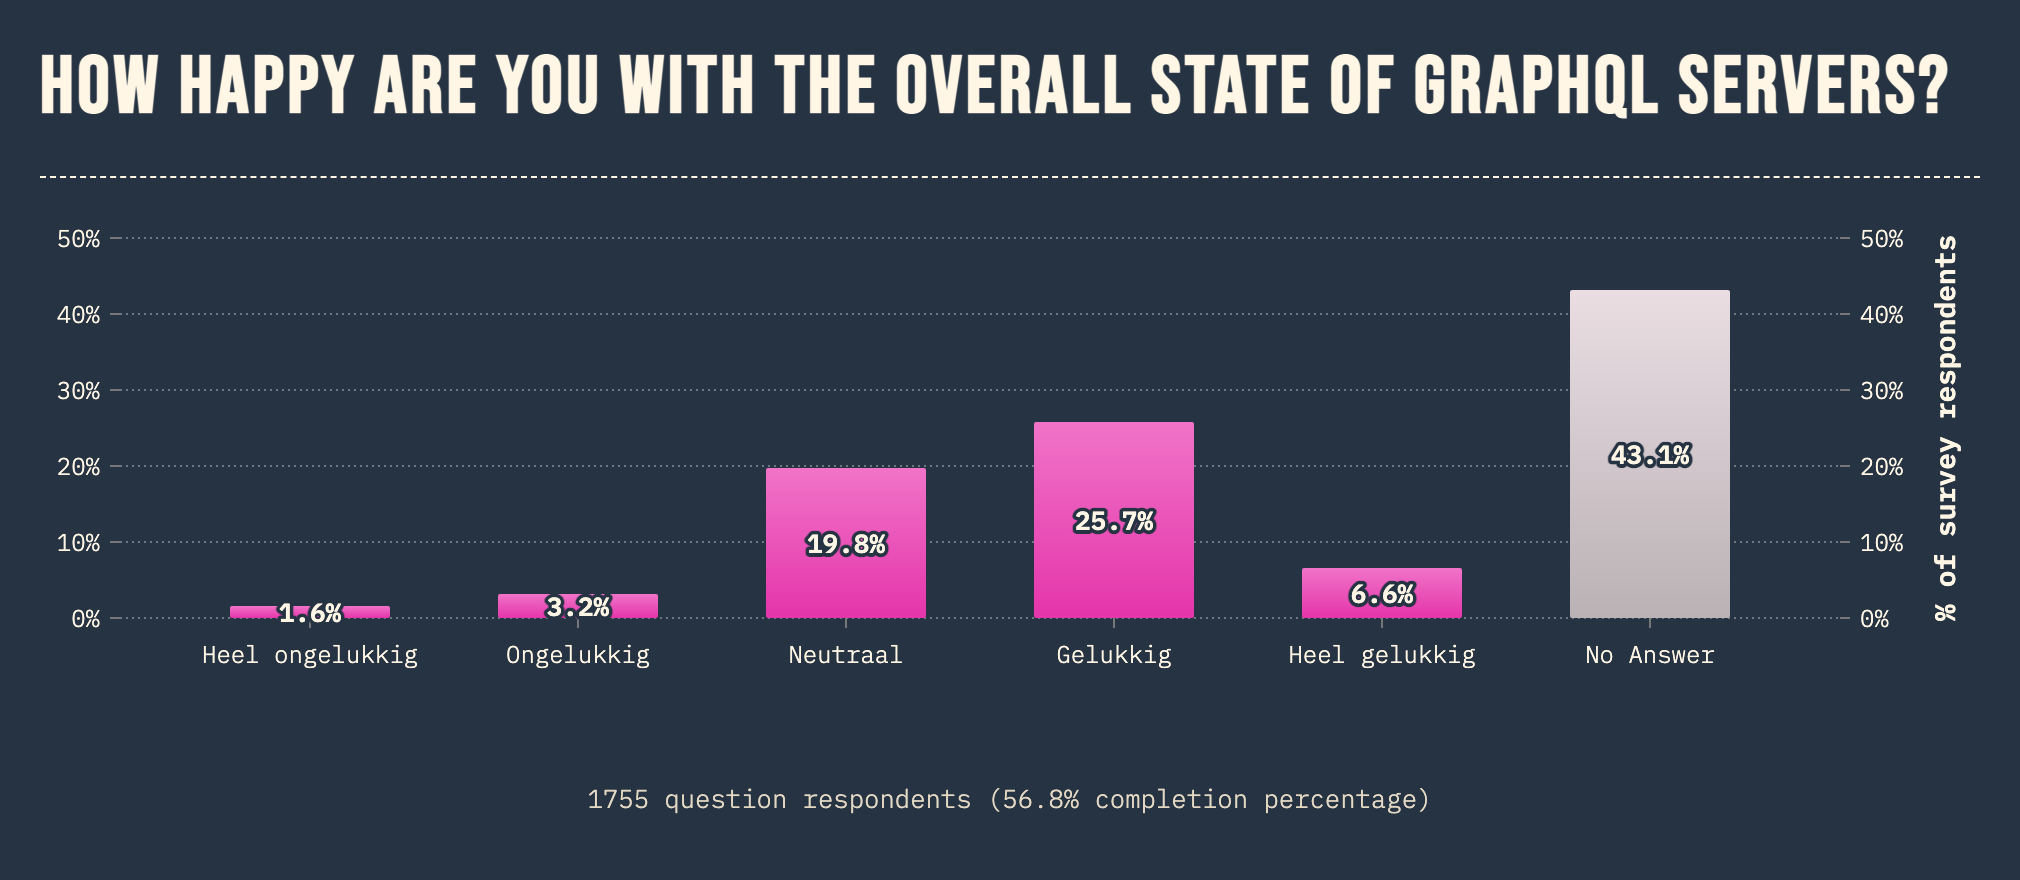 HOW HAPPY ARE YOU WITH THE OVERALL STATE OF GRAPHQL SERVERS?
50% 50%
40% 40%
30% 30%
20% 20%
10% 10%
0% 0%
% of survey respondents
1.6% 3.2% 19.8% 25.7% 6.6% 43.1%
Heel ongelukkig Ongelukkig Neutraal Gelukkig Heel gelukkig No Answer
1755 question respondents (56.8% completion percentage)